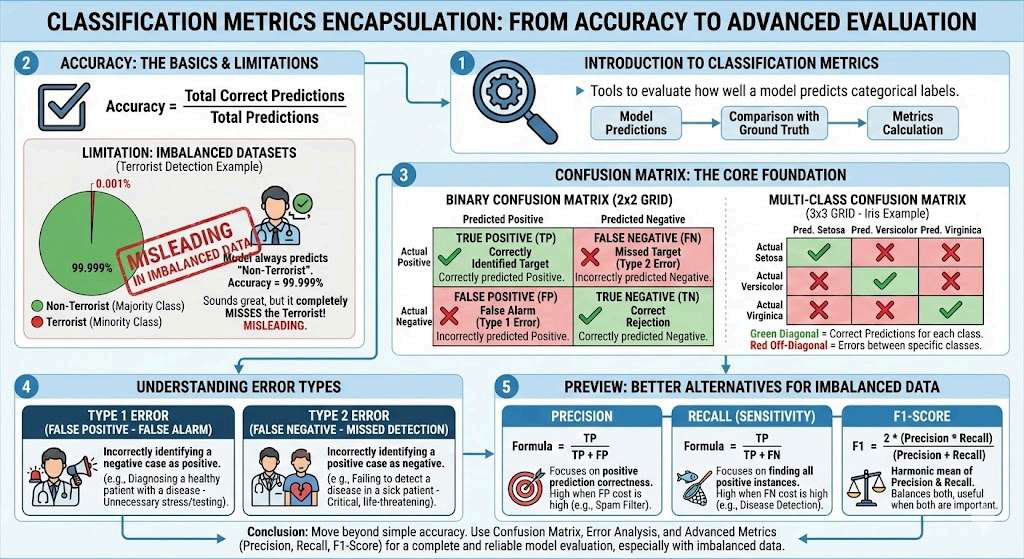 CLASSIFICATION METRICS ENCAPSULATION: FROM ACCURACY TO ADVANCED EVALUATION
1
INTRODUCTION TO CLASSIFICATION METRICS
Tools to evaluate how well a model predicts categorical labels.
Model
Predictions
Comparison with
Ground Truth
Metrics
Calculation
2
ACCURACY: THE BASICS & LIMITATIONS
Accuracy = Total Correct Predictions
Total Predictions
LIMITATION: IMBALANCED DATASETS
(Terrorist Detection Example)
0.001%
99.999%
MISLEADING
IN IMBALANCED DATA
Model always predicts
"Non-Terrorist".
Accuracy = 99.999%
Sounds great, but it completely
MISSES the Terrorist!
MISLEADING.
Non-Terrorist (Majority Class)
Terrorist (Minority Class)
3
CONFUSION MATRIX: THE CORE FOUNDATION
BINARY CONFUSION MATRIX (2x2 GRID)
Predicted Positive
Predicted Negative
Actual
Positive
TRUE POSITIVE (TP)
Correctly
Identified Target
Correctly predicted Positive.
FALSE NEGATIVE (FN)
Missed Target
(Type 2 Error)
Incorrectly predicted Negative.
Actual
Negative
FALSE POSITIVE (FP)
False Alarm
(Type 1 Error)
Incorrectly predicted Positive.
TRUE NEGATIVE (TN)
Correct
Rejection
Correctly predicted Negative.
MULTI-CLASS CONFUSION MATRIX
(3x3 GRID - Iris Example)
Pred. Setosa Pred. Versicolor Pred. Virginica
Actual
Setosa
Actual
Versicolor
Actual
Virginica
Green Diagonal = Correct Predictions for each class.
Red Off-Diagonal = Errors between specific classes.
4
UNDERSTANDING ERROR TYPES
TYPE 1 ERROR
(FALSE POSITIVE - FALSE ALARM)
Incorrectly identifying a
negative case as positive.
(e.g., Diagnosing a healthy
patient with a disease -
Unnecessary stress/testing).
TYPE 2 ERROR
(FALSE NEGATIVE - MISSED DETECTION)
Incorrectly identifying a
positive case as negative.
(e.g., Failing to detect a
disease in a sick patient -
Critical, life-threatening).
5
PREVIEW: BETTER ALTERNATIVES FOR IMBALANCED DATA
PRECISION
Formula = TP
TP + FP
Focuses on positive
prediction correctness.
High when FP cost is
high (e.g., Spam Filter).
RECALL (SENSITIVITY)
Formula = TP
TP + FN
Focuses on finding all
positive instances.
High when FN cost is high
(e.g., Disease Detection).
F1-SCORE
F1 = 2 * (Precision * Recall)
(Precision + Recall)
Harmonic mean of
Precision & Recall.
Balances both, useful
when both are important.
Conclusion: Move beyond simple accuracy. Use Confusion Matrix, Error Analysis, and Advanced Metrics
(Precision, Recall, F1-Score) for a complete and reliable model evaluation, especially with imbalanced data.